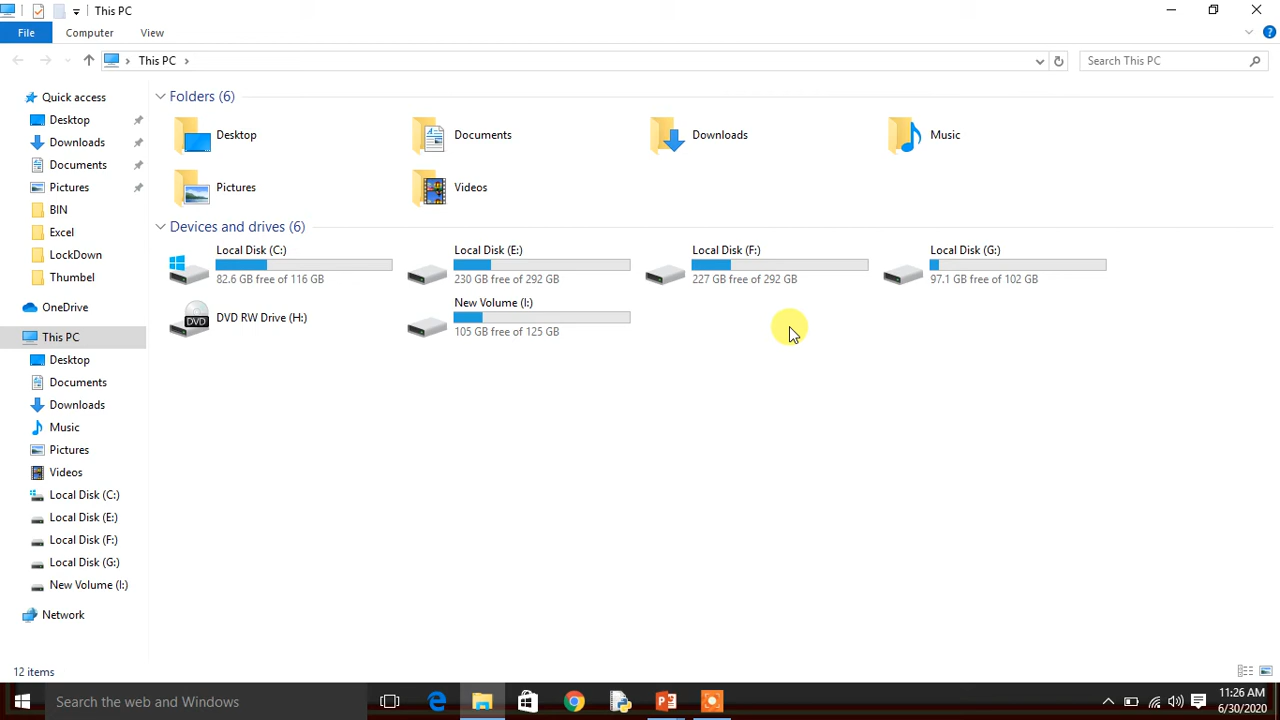 This PC
File Computer View
This PC
Search This PC
Quick access
Desktop
Downloads
Documents
Pictures
BIN
Excel
LockDown
Thumbel
OneDrive
This PC
Desktop
Documents
Downloads
Music
Pictures
Videos
Local Disk (C:)
Local Disk (E:)
Local Disk (F:)
Local Disk (G:)
New Volume (I:)
Network
Folders (6)
Desktop
Documents
Downloads
Music
Pictures
Videos
Devices and drives (6)
Local Disk (C:)
82.6 GB free of 116 GB
Local Disk (E:)
230 GB free of 292 GB
Local Disk (F:)
227 GB free of 292 GB
Local Disk (G:)
97.1 GB free of 102 GB
DVD
DVD RW Drive (H:)
New Volume (I:)
105 GB free of 125 GB
12 items
Search the web and Windows
11:26 AM
6/30/2020